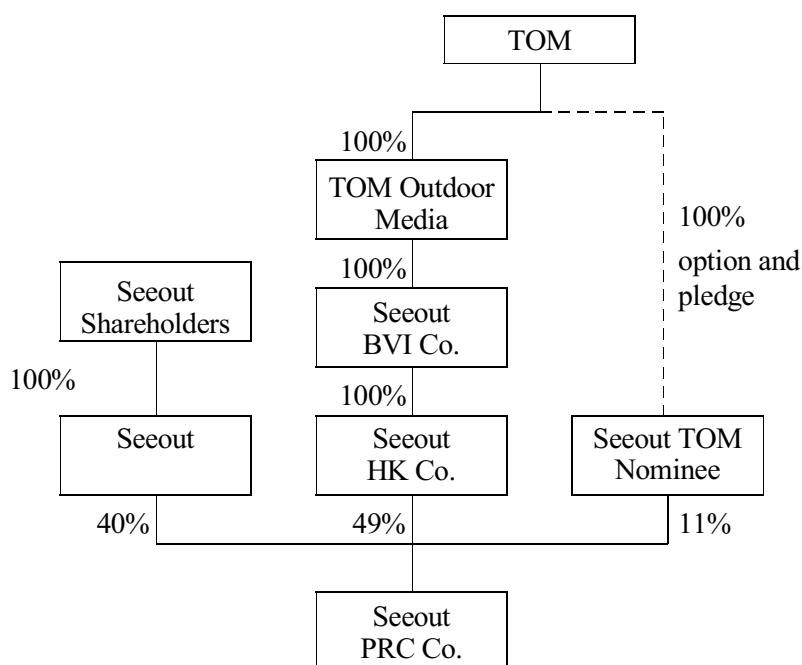 TOM
100%
TOM Outdoor
Media
100%
option and
pledge
100%
Seeout
Shareholders
Seeout
BVI Co.
100%
100%
Seeout
Seeout
HK Co.
Seeout TOM
Nominee
40%
49%
11%
Seeout
PRC Co.